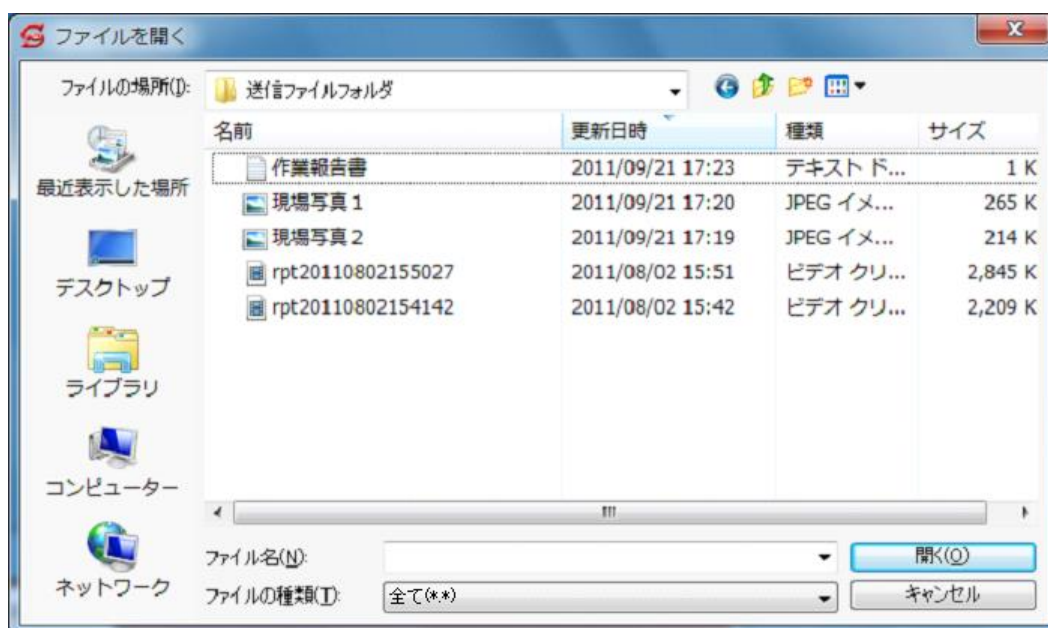 ファイルを開く
ファイルの場所(I): 送信ファイルフォルダ
名前 更新日時 種類 サイズ
作業報告書 2011/09/21 17:23 テキスト ド... 1 K
現場写真1 2011/09/21 17:20 JPEG イメ... 265 K
現場写真2 2011/09/21 17:19 JPEG イメ... 214 K
rpt20110802155027 2011/08/02 15:51 ビデオ クリ... 2,845 K
rpt20110802154142 2011/08/02 15:42 ビデオ クリ... 2,209 K
最近表示した場所
デスクトップ
ライブラリ
コンピューター
ネットワーク
ファイル名(N): 開く(O)
ファイルの種類(T): 全て(*.*) キャンセル